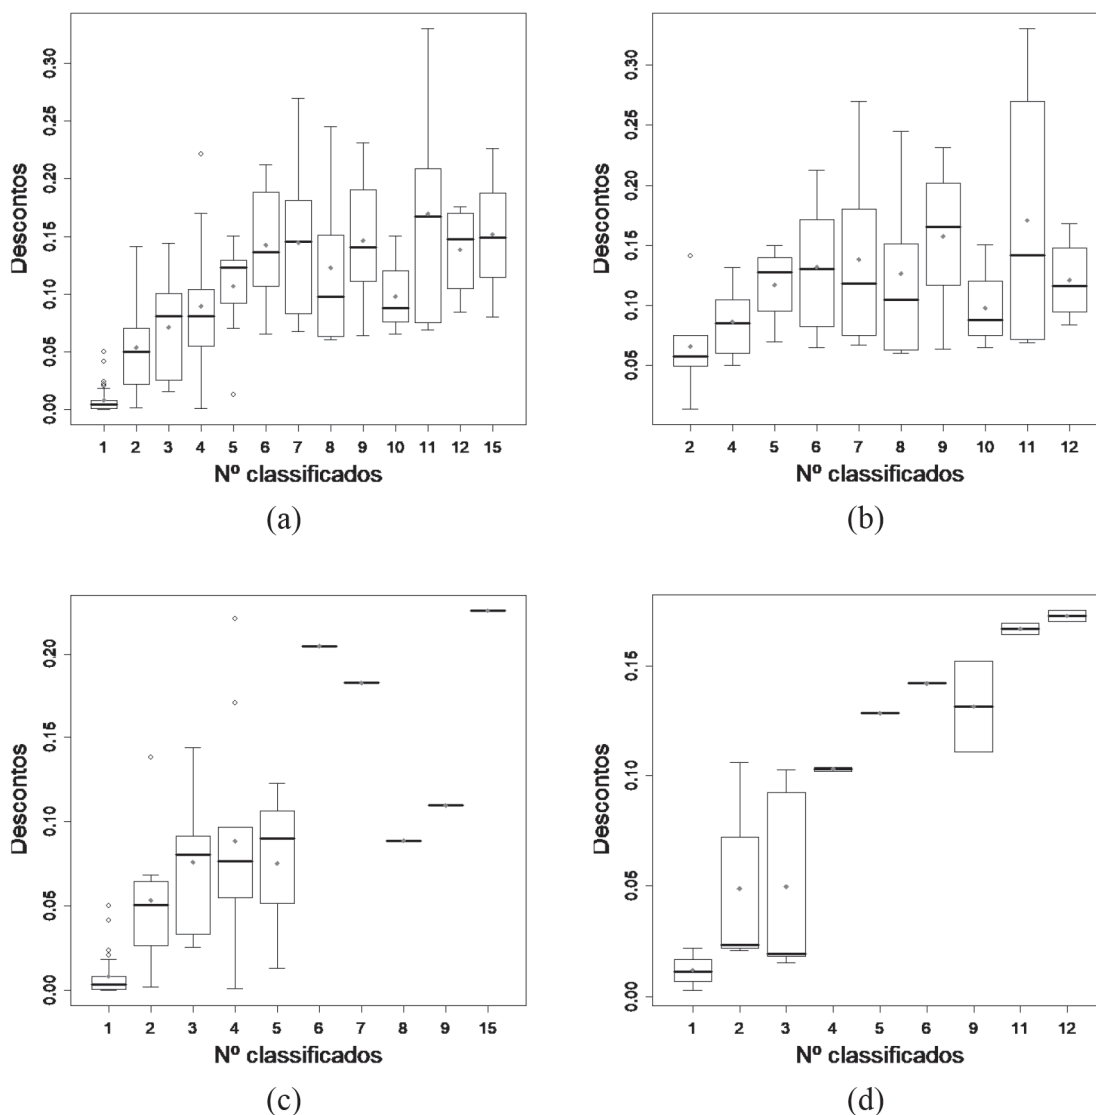 Descontos
0.30
0.25
0.20
0.15
0.10
0.05
0.00
1 2 3 4 5 6 7 8 9 10 11 12 15
Nº classificados
(a)
Descontos
0.30
0.25
0.20
0.15
0.10
0.05
2 4 5 6 7 8 9 10 11 12
Nº classificados
(b)
Descontos
0.20
0.15
0.10
0.05
0.00
1 2 3 4 5 6 7 8 9 15
Nº classificados
(c)
Descontos
0.15
0.10
0.05
0.00
1 2 3 4 5 6 9 11 12
Nº classificados
(d)